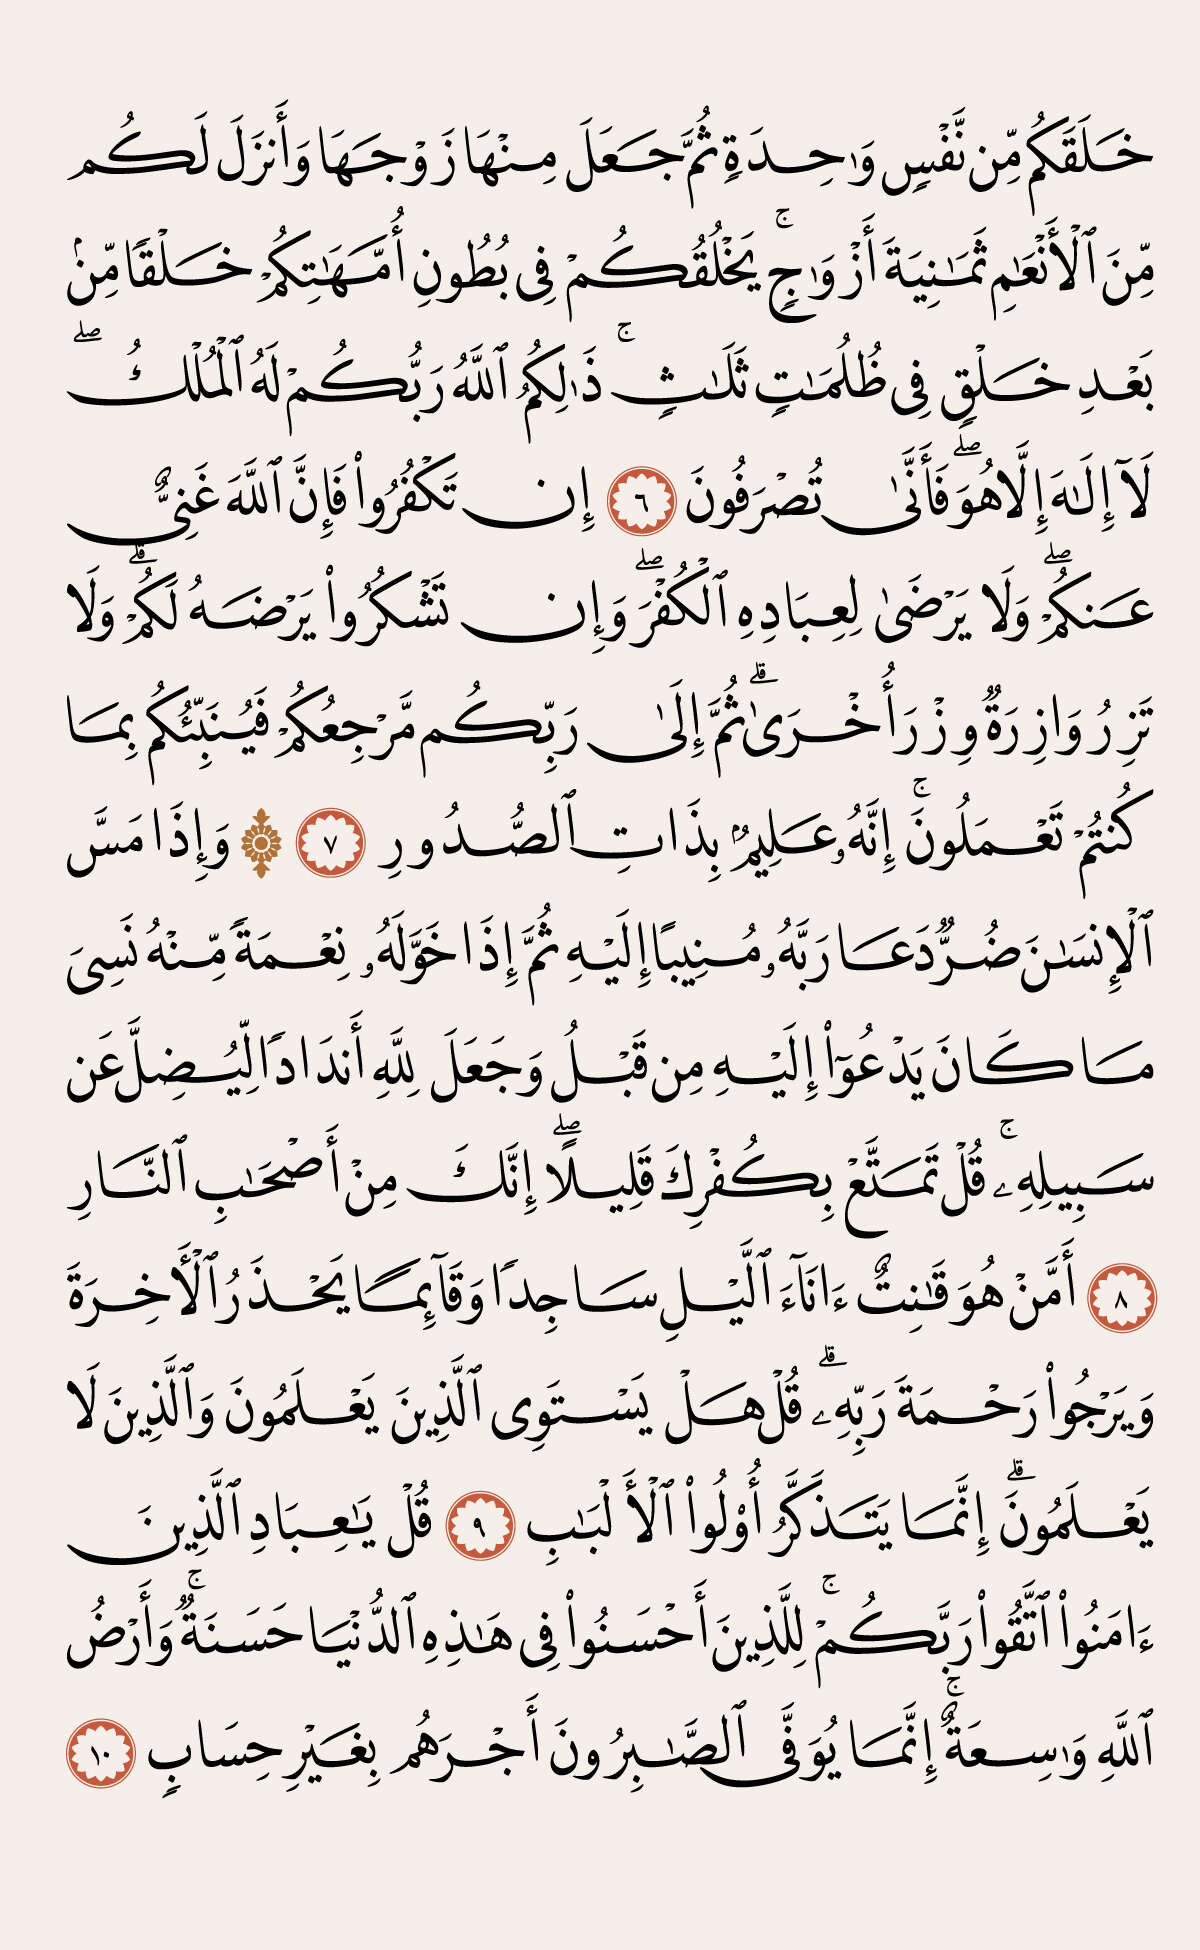 خَلَقَكُم مِّن نَّفۡسٖ وَٰحِدَةٖ ثُمَّ جَعَلَ مِنۡهَا زَوۡجَهَا وَأَنزَلَ لَكُم
مِّنَ ٱلۡأَنۡعَٰمِ ثَمَٰنِيَةَ أَزۡوَٰجٖۚ يَخۡلُقُكُمۡ فِي بُطُونِ أُمَّهَٰتِكُمۡ خَلۡقٗا مِّنۢ
بَعۡدِ خَلۡقٖ فِي ظُلُمَٰتٖ ثَلَٰثٖۚ ذَٰلِكُمُ ٱللَّهُ رَبُّكُمۡ لَهُ ٱلۡمُلۡكُۖ
لَآ إِلَٰهَ إِلَّا هُوَۖ فَأَنَّىٰ تُصۡرَفُونَ ٦ إِن تَكۡفُرُواْ فَإِنَّ ٱللَّهَ غَنِيٌّ
عَنكُمۡۖ وَلَا يَرۡضَىٰ لِعِبَادِهِ ٱلۡكُفۡرَۖ وَإِن تَشۡكُرُواْ يَرۡضَهُ لَكُمۡۗ وَلَا
تَزِرُ وَازِرَةٞ وِزۡرَ أُخۡرَىٰۗ ثُمَّ إِلَىٰ رَبِّكُم مَّرۡجِعُكُمۡ فَيُنَبِّئُكُم بِمَا
كُنتُمۡ تَعۡمَلُونَۚ إِنَّهُۥ عَلِيمُۢ بِذَاتِ ٱلصُّدُورِ ٧ ۞ وَإِذَا مَسَّ
ٱلۡإِنسَٰنَ ضُرّٞ دَعَا رَبَّهُۥ مُنِيبًا إِلَيۡهِ ثُمَّ إِذَا خَوَّلَهُۥ نِعۡمَةٗ مِّنۡهُ نَسِيَ
مَا كَانَ يَدۡعُوٓاْ إِلَيۡهِ مِن قَبۡلُ وَجَعَلَ لِلَّهِ أَندَادٗا لِّيُضِلَّ عَن
سَبِيلِهِۦۚ قُلۡ تَمَتَّعۡ بِكُفۡرِكَ قَلِيلًاۖ إِنَّكَ مِنۡ أَصۡحَٰبِ ٱلنَّارِ
٨ أَمَّنۡ هُوَ قَٰنِتٌ ءَانَآءَ ٱلَّيۡلِ سَاجِدٗا وَقَآئِمٗا يَحۡذَرُ ٱلۡأٓخِرَةَ
وَيَرۡجُواْ رَحۡمَةَ رَبِّهِۦۗ قُلۡ هَلۡ يَسۡتَوِي ٱلَّذِينَ يَعۡلَمُونَ وَٱلَّذِينَ لَا
يَعۡلَمُونَۗ إِنَّمَا يَتَذَكَّرُ أُوْلُواْ ٱلۡأَلۡبَٰبِ ٩ قُلۡ يَٰعِبَادِ ٱلَّذِينَ
ءَامَنُواْ ٱتَّقُواْ رَبَّكُمۡۚ لِلَّذِينَ أَحۡسَنُواْ فِي هَٰذِهِ ٱلدُّنۡيَا حَسَنَةٞۗ وَأَرۡضُ
ٱللَّهِ وَٰسِعَةٌۗ إِنَّمَا يُوَفَّى ٱلصَّٰبِرُونَ أَجۡرَهُم بِغَيۡرِ حِسَابٖ ١٠